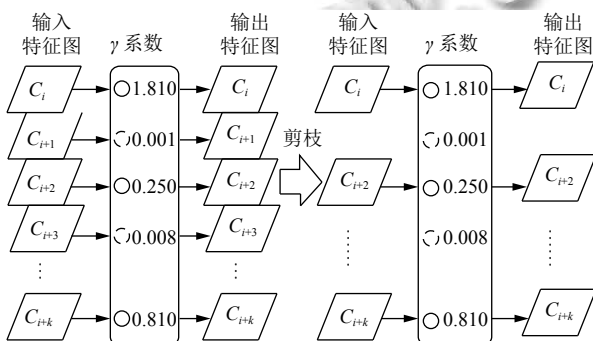 输入 特征图 γ 系数 输出 特征图 输入 特征图 γ 系数 输出 特征图
C_i 1.810 C_i C_i 1.810 C_i
C_{i+1} 0.001 C_{i+1} 0.001
剪枝
C_{i+2} 0.250 C_{i+2} C_{i+2} 0.250 C_{i+2}
C_{i+3} 0.008 C_{i+3} 0.008
C_{i+k} 0.810 C_{i+k} C_{i+k} 0.810 C_{i+k}